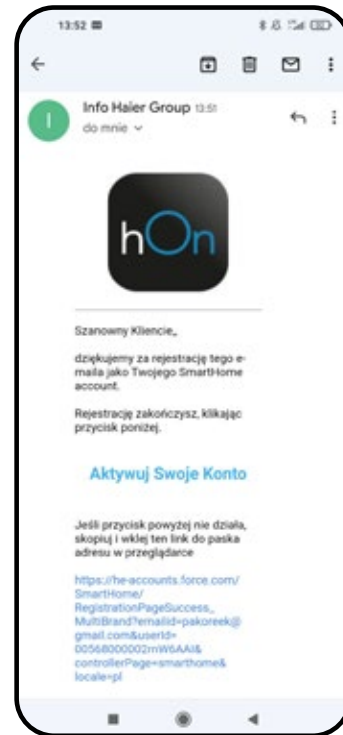 13:52
Info Haier Group 13:51
do mnie
I
hOn
Szanowny Kliencie,,
dziękujemy za rejestrację tego e-
maila jako Twojego SmartHome
account.
Rejestrację zakończysz, klikając
przycisk poniżej.
Aktywuj Swoje Konto
Jeśli przycisk powyżej nie działa,
skopiuj i wklej ten link do paska
adresu w przeglądarce
https://he-accounts.force.com/
SmartHome/
RegistrationPageSuccess_
MultiBrand?emailid=pakoreek@
gmail.com&userId=
00568000002mW6AAI&
controllerPage=smarthome&
locale=pl